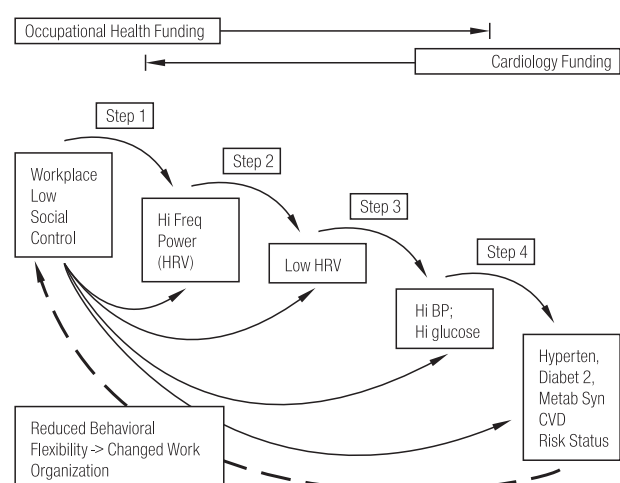 Occupational Health Funding
Cardiology Funding
Step 1
Step 2
Step 3
Step 4
Workplace
Low
Social
Control
Hi Freq
Power
(HRV)
Low HRV
Hi BP;
Hi glucose
Hyperten,
Diabet 2,
Metab Syn
CVD
Risk Status
Reduced Behavioral
Flexibility -> Changed Work
Organization